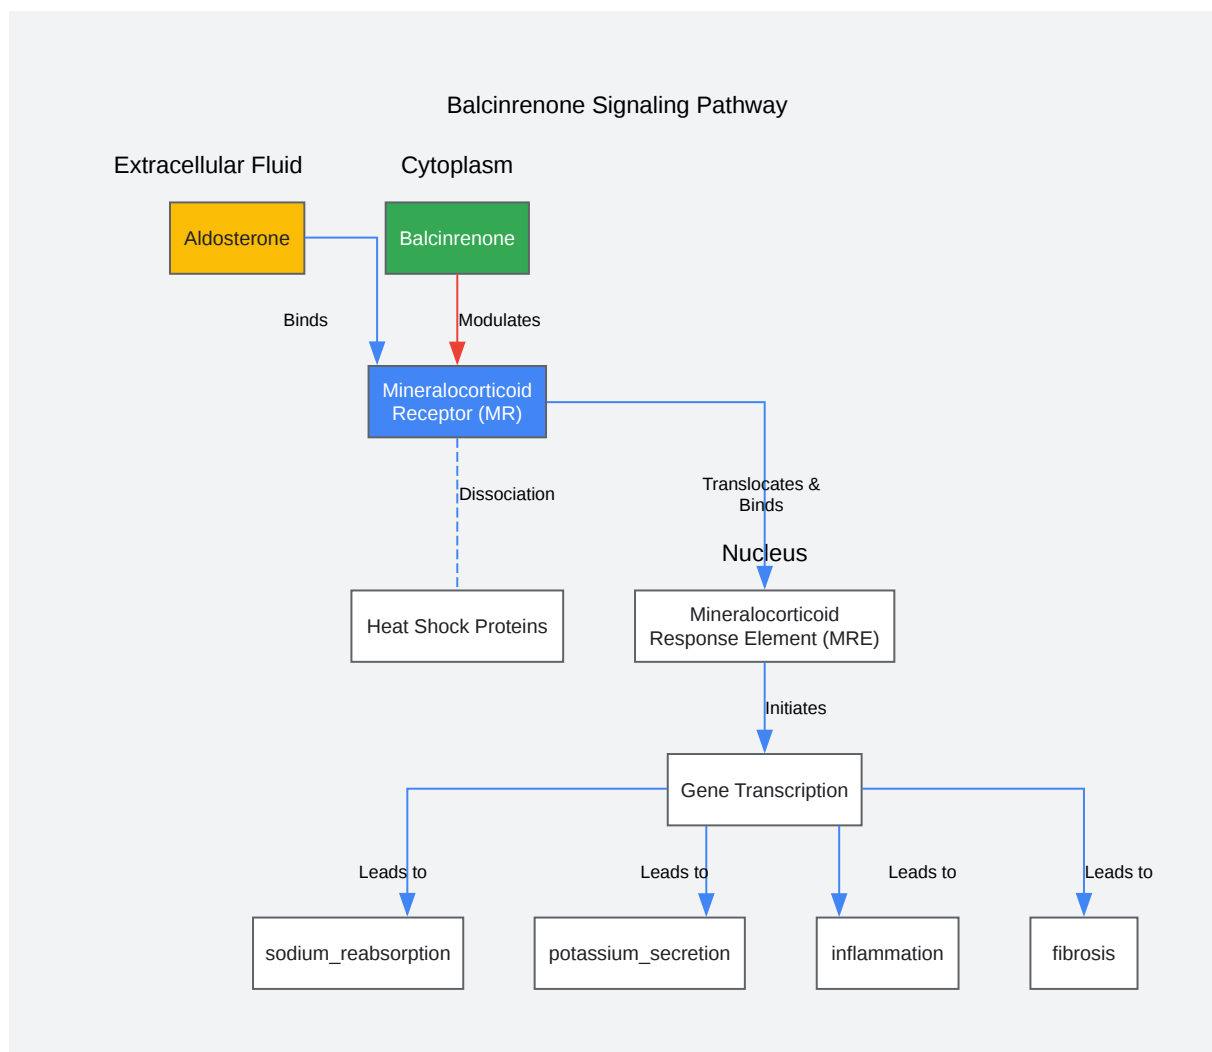 Balcinrenone Signaling Pathway
Extracellular Fluid
Cytoplasm
Aldosterone
Balcinrenone
Binds
Modulates
Mineralocorticoid
Receptor (MR)
Dissociation
Translocates &
Binds
Nucleus
Heat Shock Proteins
Mineralocorticoid
Response Element (MRE)
Initiates
Gene Transcription
Leads to
Leads to
Leads to
Leads to
sodium_reabsorption
potassium_secretion
inflammation
fibrosis